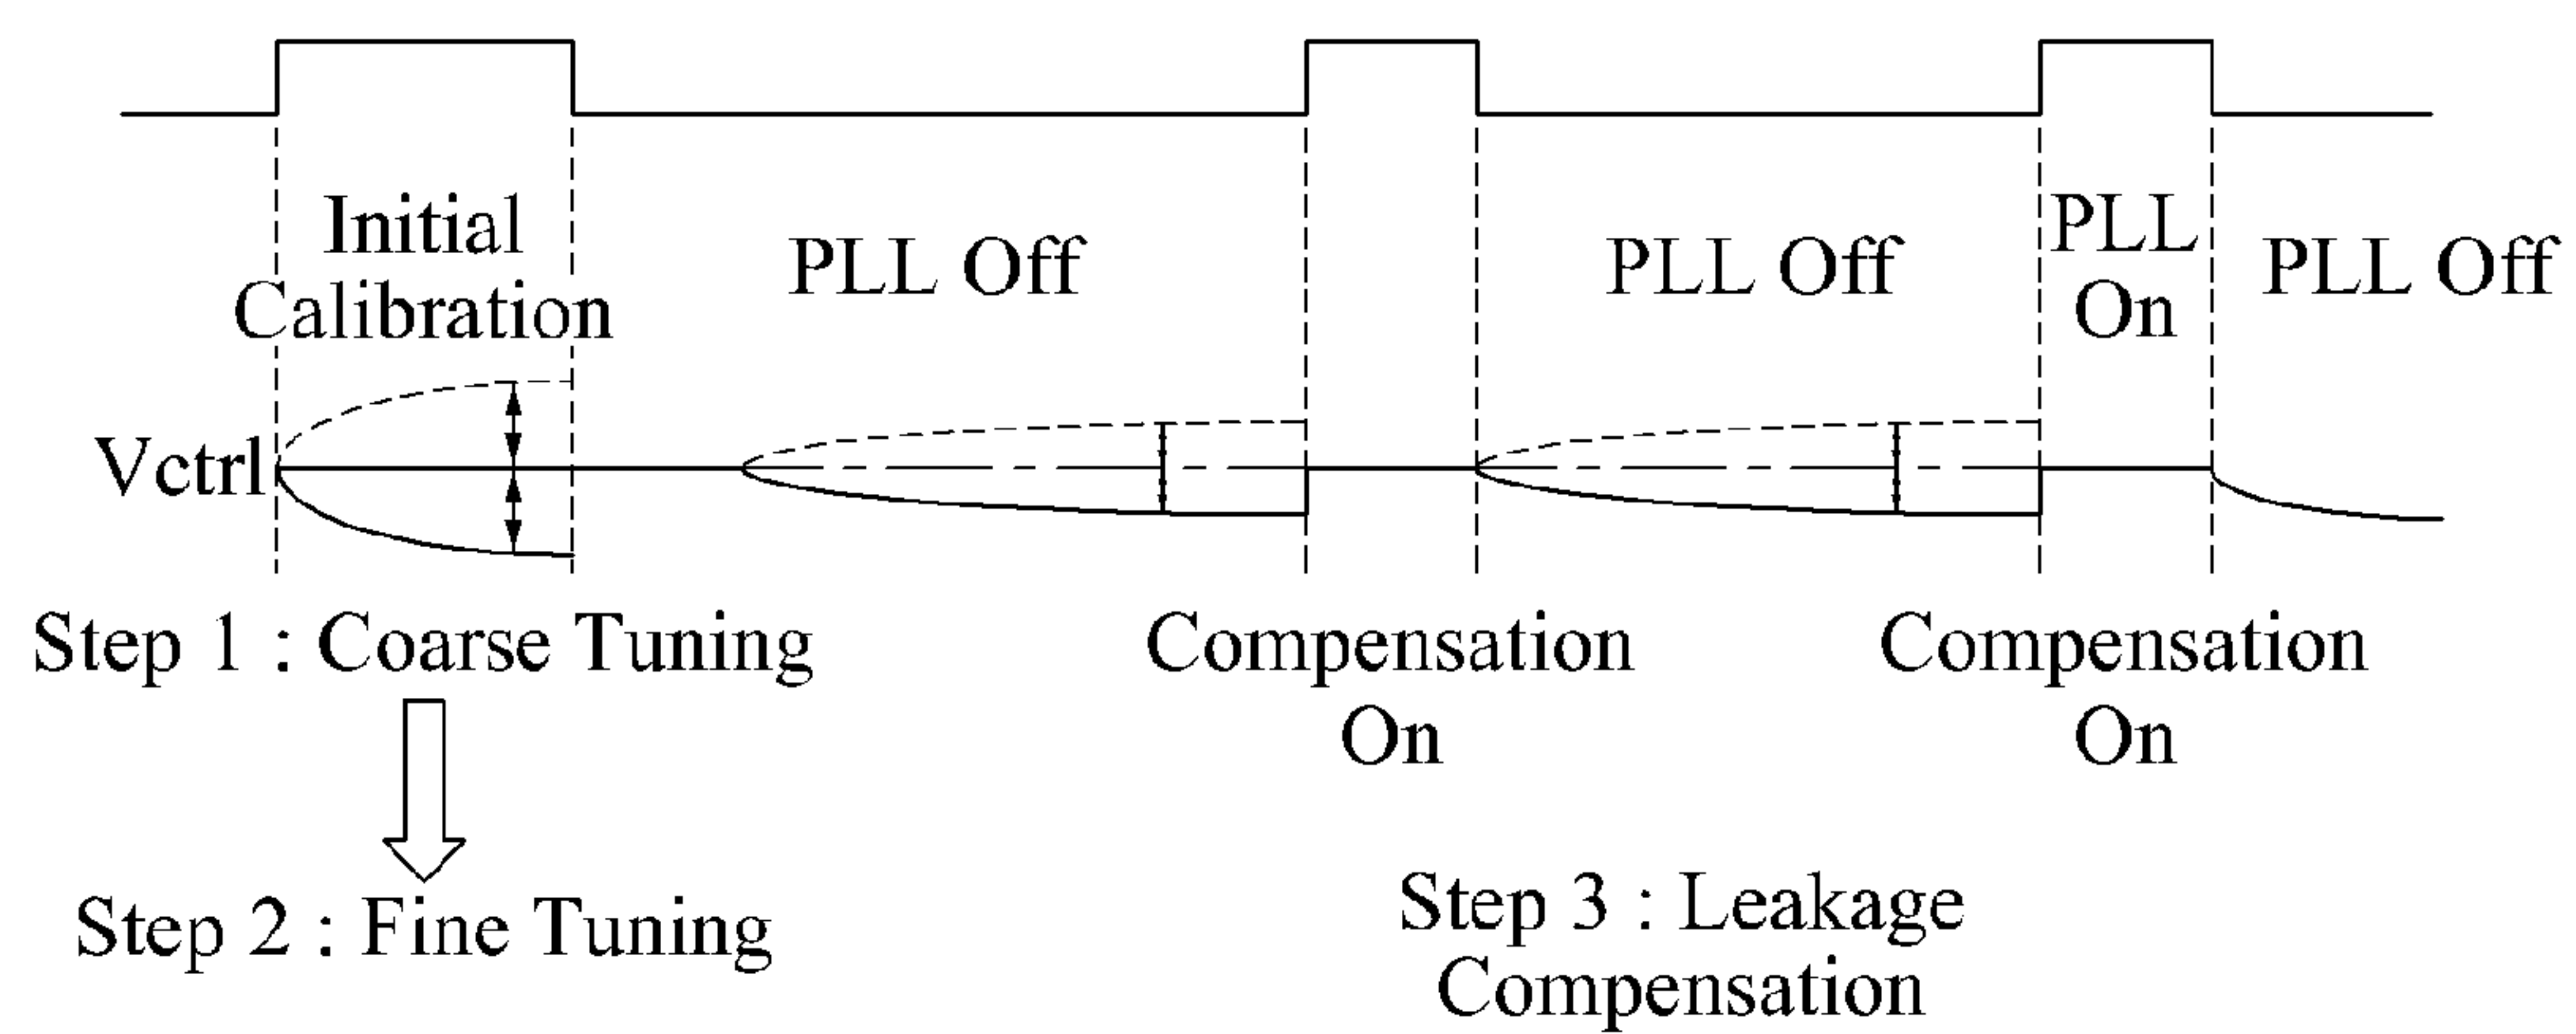 Initial
Calibration
PLL Off
PLL Off
PLL
On
PLL Off
Vctrl
Step 1 : Coarse Tuning
Compensation
On
Compensation
On
Step 2 : Fine Tuning
Step 3 : Leakage
Compensation